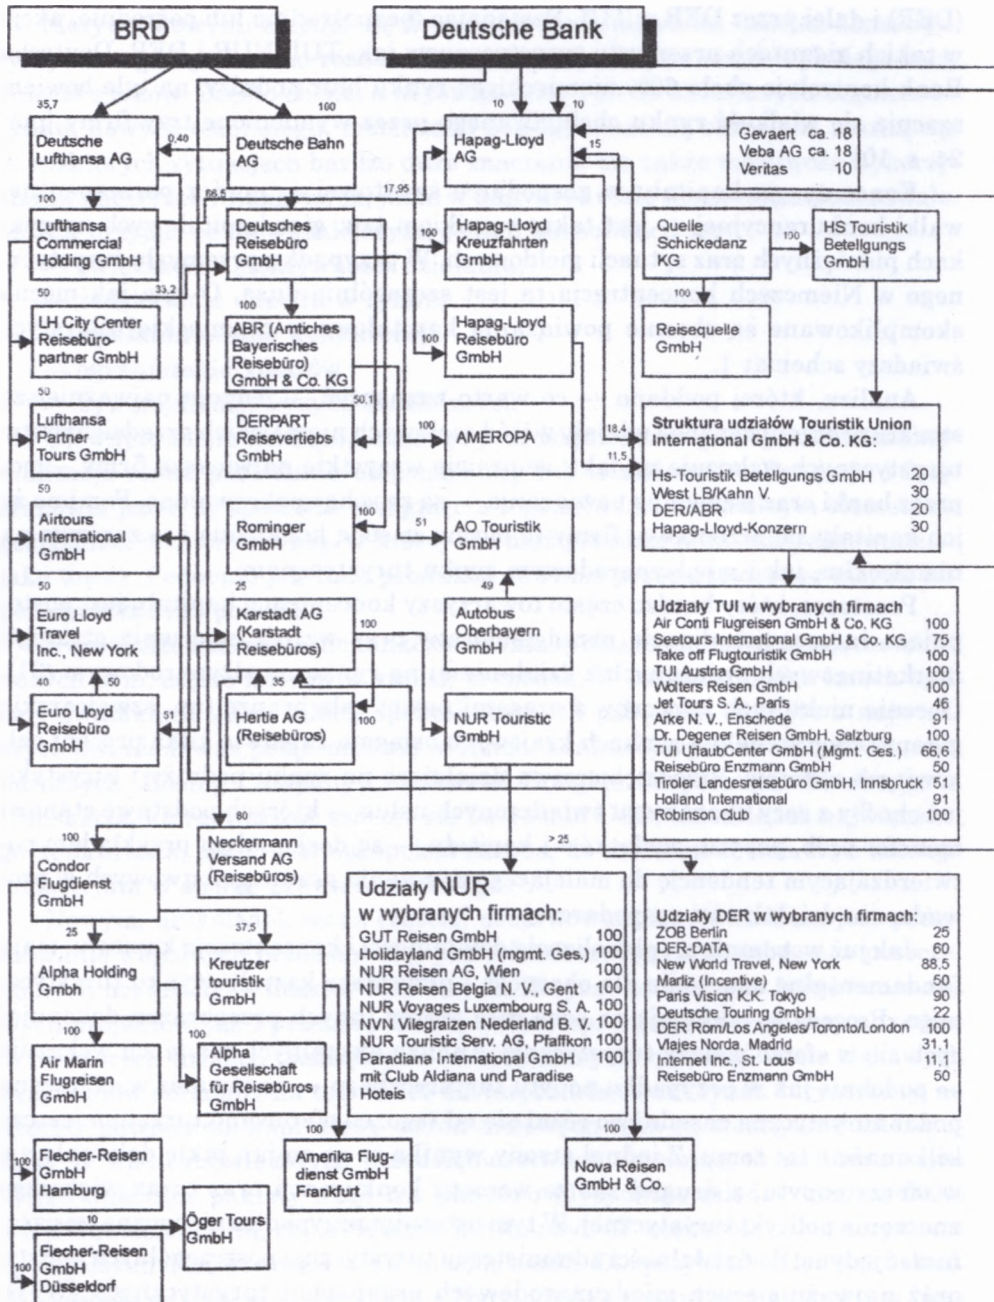 BRD
Deutsche Bank
35,7
100
10
10
10
Deutsche
Lufthansa AG
0,40
Deutsche Bahn
AG
Hapag-Lloyd
AG
15
Gevaert ca. 18
Veba AG ca. 18
Veritas 10
100
17,95
Lufthansa
Commercial
Holding GmbH
Deutsches
Reisebüro
GmbH
100
Hapag-Lloyd
Kreuzfahrten
GmbH
Quelle
Schickedanz
KG
100
HS Touristik
Betellgungs
GmbH
50
33,2
100
100
LH City Center
Reisebüro-
partner GmbH
ABR (Amtiches
Bayerisches
Reisebüro)
GmbH & Co. KG
100
Hapag-Lloyd
Reisebüro
GmbH
Reisequelle
GmbH
50
50,1
Lufthansa
Partner
Tours GmbH
DERPART
Reisevertiebs
GmbH
100
AMEROPA
18,4
11,5
Struktura udziałów Touristik Union
International GmbH & Co. KG:
Hs-Touristik Betellgungs GmbH 20
West LB/Kahn V. 30
DER/ABR 20
Hapag-Lloyd-Konzern 30
50
Airtours
International
GmbH
Rominger
GmbH
100
51
AO Touristik
GmbH
25
49
Euro Lloyd
Travel
Inc., New York
Karstadt AG
(Karstadt
Reisebüros)
100
Autobus
Oberbayern
GmbH
Udziały TUI w wybranych firmach
Air Conti Flugreisen GmbH & Co. KG 100
Seetours International GmbH & Co. KG 75
Take off Flugtouristik GmbH 100
TUI Austria GmbH 100
Wolters Reisen GmbH 100
Jet Tours S. A., Paris 46
Arke N. V., Enschede 91
Dr. Degener Reisen GmbH, Salzburg 100
TUI UrlausCenter GmbH (Mgmt. Ges.) 66,6
Reisebüro Enzmann GmbH 50
Tiroler Landesreisebüro GmbH, Innsbruck 51
Holland International 91
Robinson Club 100
49
50
35
Euro Lloyd
Reisebüro
GmbH
51
Hertie AG
(Reisebüros)
100
NUR Touristic
GmbH
100
80
> 25
Condor
Flugdienst
GmbH
Neckermann
Versand AG
(Reisebüros)
Udziały NUR
w wybranych firmach:
GUT Reisen GmbH 100
Holidayland GmbH (mgmt. Ges.) 100
NUR Reisen AG, Wien 100
NUR Reisen Belgia N. V., Gent 100
NUR Voyages Luxembourg S. A. 100
NVN Vilegraizen Nederland B. V. 100
NUR Touristic Serv. AG, Pfaffkon 100
Paradiana International GmbH 100
mit Club Aldiana und Paradise
Hoteis
Udziały DER w wybranych firmach:
ZOB Berlin 25
DER-DATA 60
New World Travel, New York 88,5
Maritz (Incentive) 50
Paris Vision K.K. Tokyo 90
Deutsche Touring GmbH 22
DER Rom/Los Angeles/Toronto/London 100
Vlajes Norda, Madrid 31,1
Itsmet Inc, St. Lous 11,0
Reisebüro Enzmann GmbH 50
25
37,5
Alpha Holding
Gmbh
Kreutzer
touristik
GmbH
100
100
Air Marin
Flugreisen
GmbH
Alpha
Gesellschaft
für Reisebüros
GmbH
100
100
100
Flecher-Reisen
GmbH
Hamburg
Amerika Flug-
dienst GmH
Frankfurt
Nova Reisen
GmbH & Co.
10
Öger Tours
GmbH
100
Flecher-Reisen
GmbH
Düsseldorf